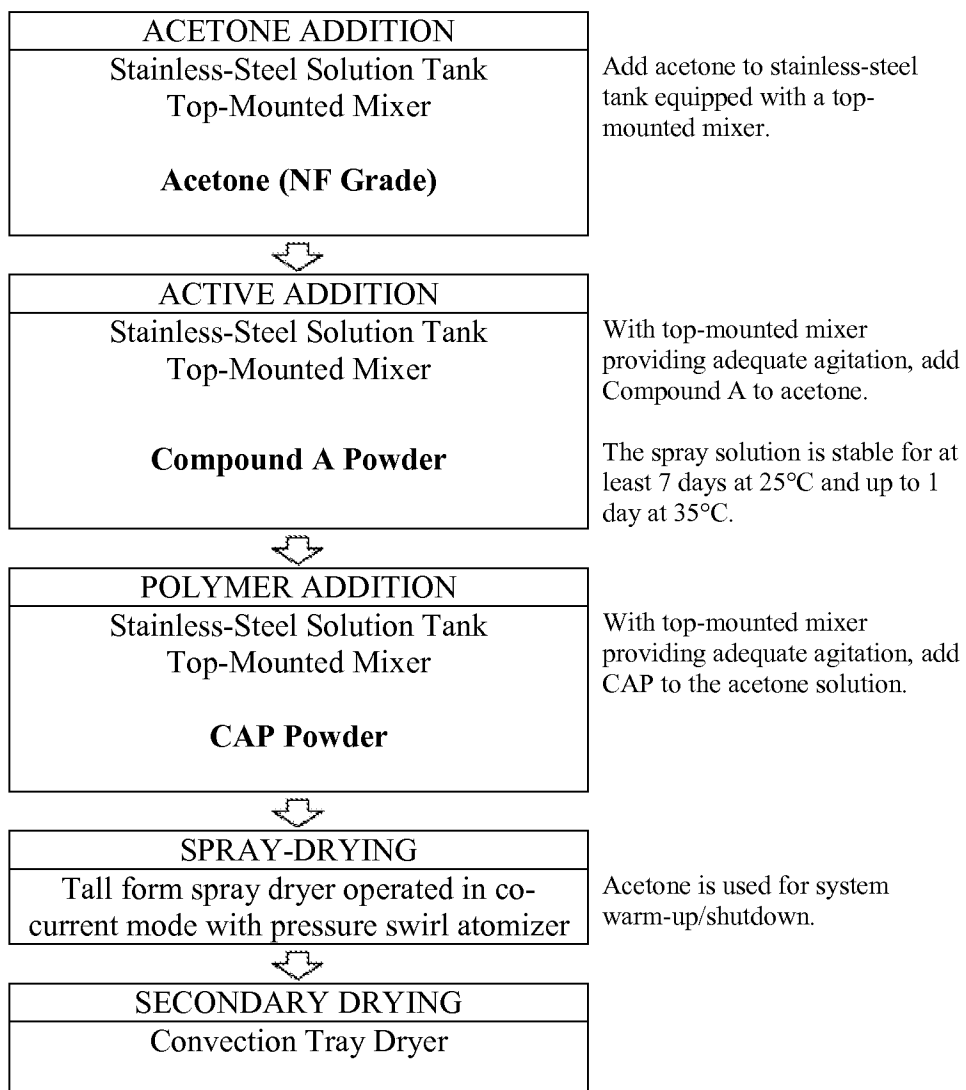 ACETONE ADDITION
Stainless-Steel Solution Tank
Top-Mounted Mixer
Acetone (NF Grade)
Add acetone to stainless-steel
tank equipped with a top-
mounted mixer.
ACTIVE ADDITION
Stainless-Steel Solution Tank
Top-Mounted Mixer
Compound A Powder
With top-mounted mixer
providing adequate agitation, add
Compound A to acetone.
The spray solution is stable for at
least 7 days at 25°C and up to 1
day at 35°C.
POLYMER ADDITION
Stainless-Steel Solution Tank
Top-Mounted Mixer
CAP Powder
With top-mounted mixer
providing adequate agitation, add
CAP to the acetone solution.
SPRAY-DRYING
Tall form spray dryer operated in co-
current mode with pressure swirl atomizer
Acetone is used for system
warm-up/shutdown.
SECONDARY DRYING
Convection Tray Dryer